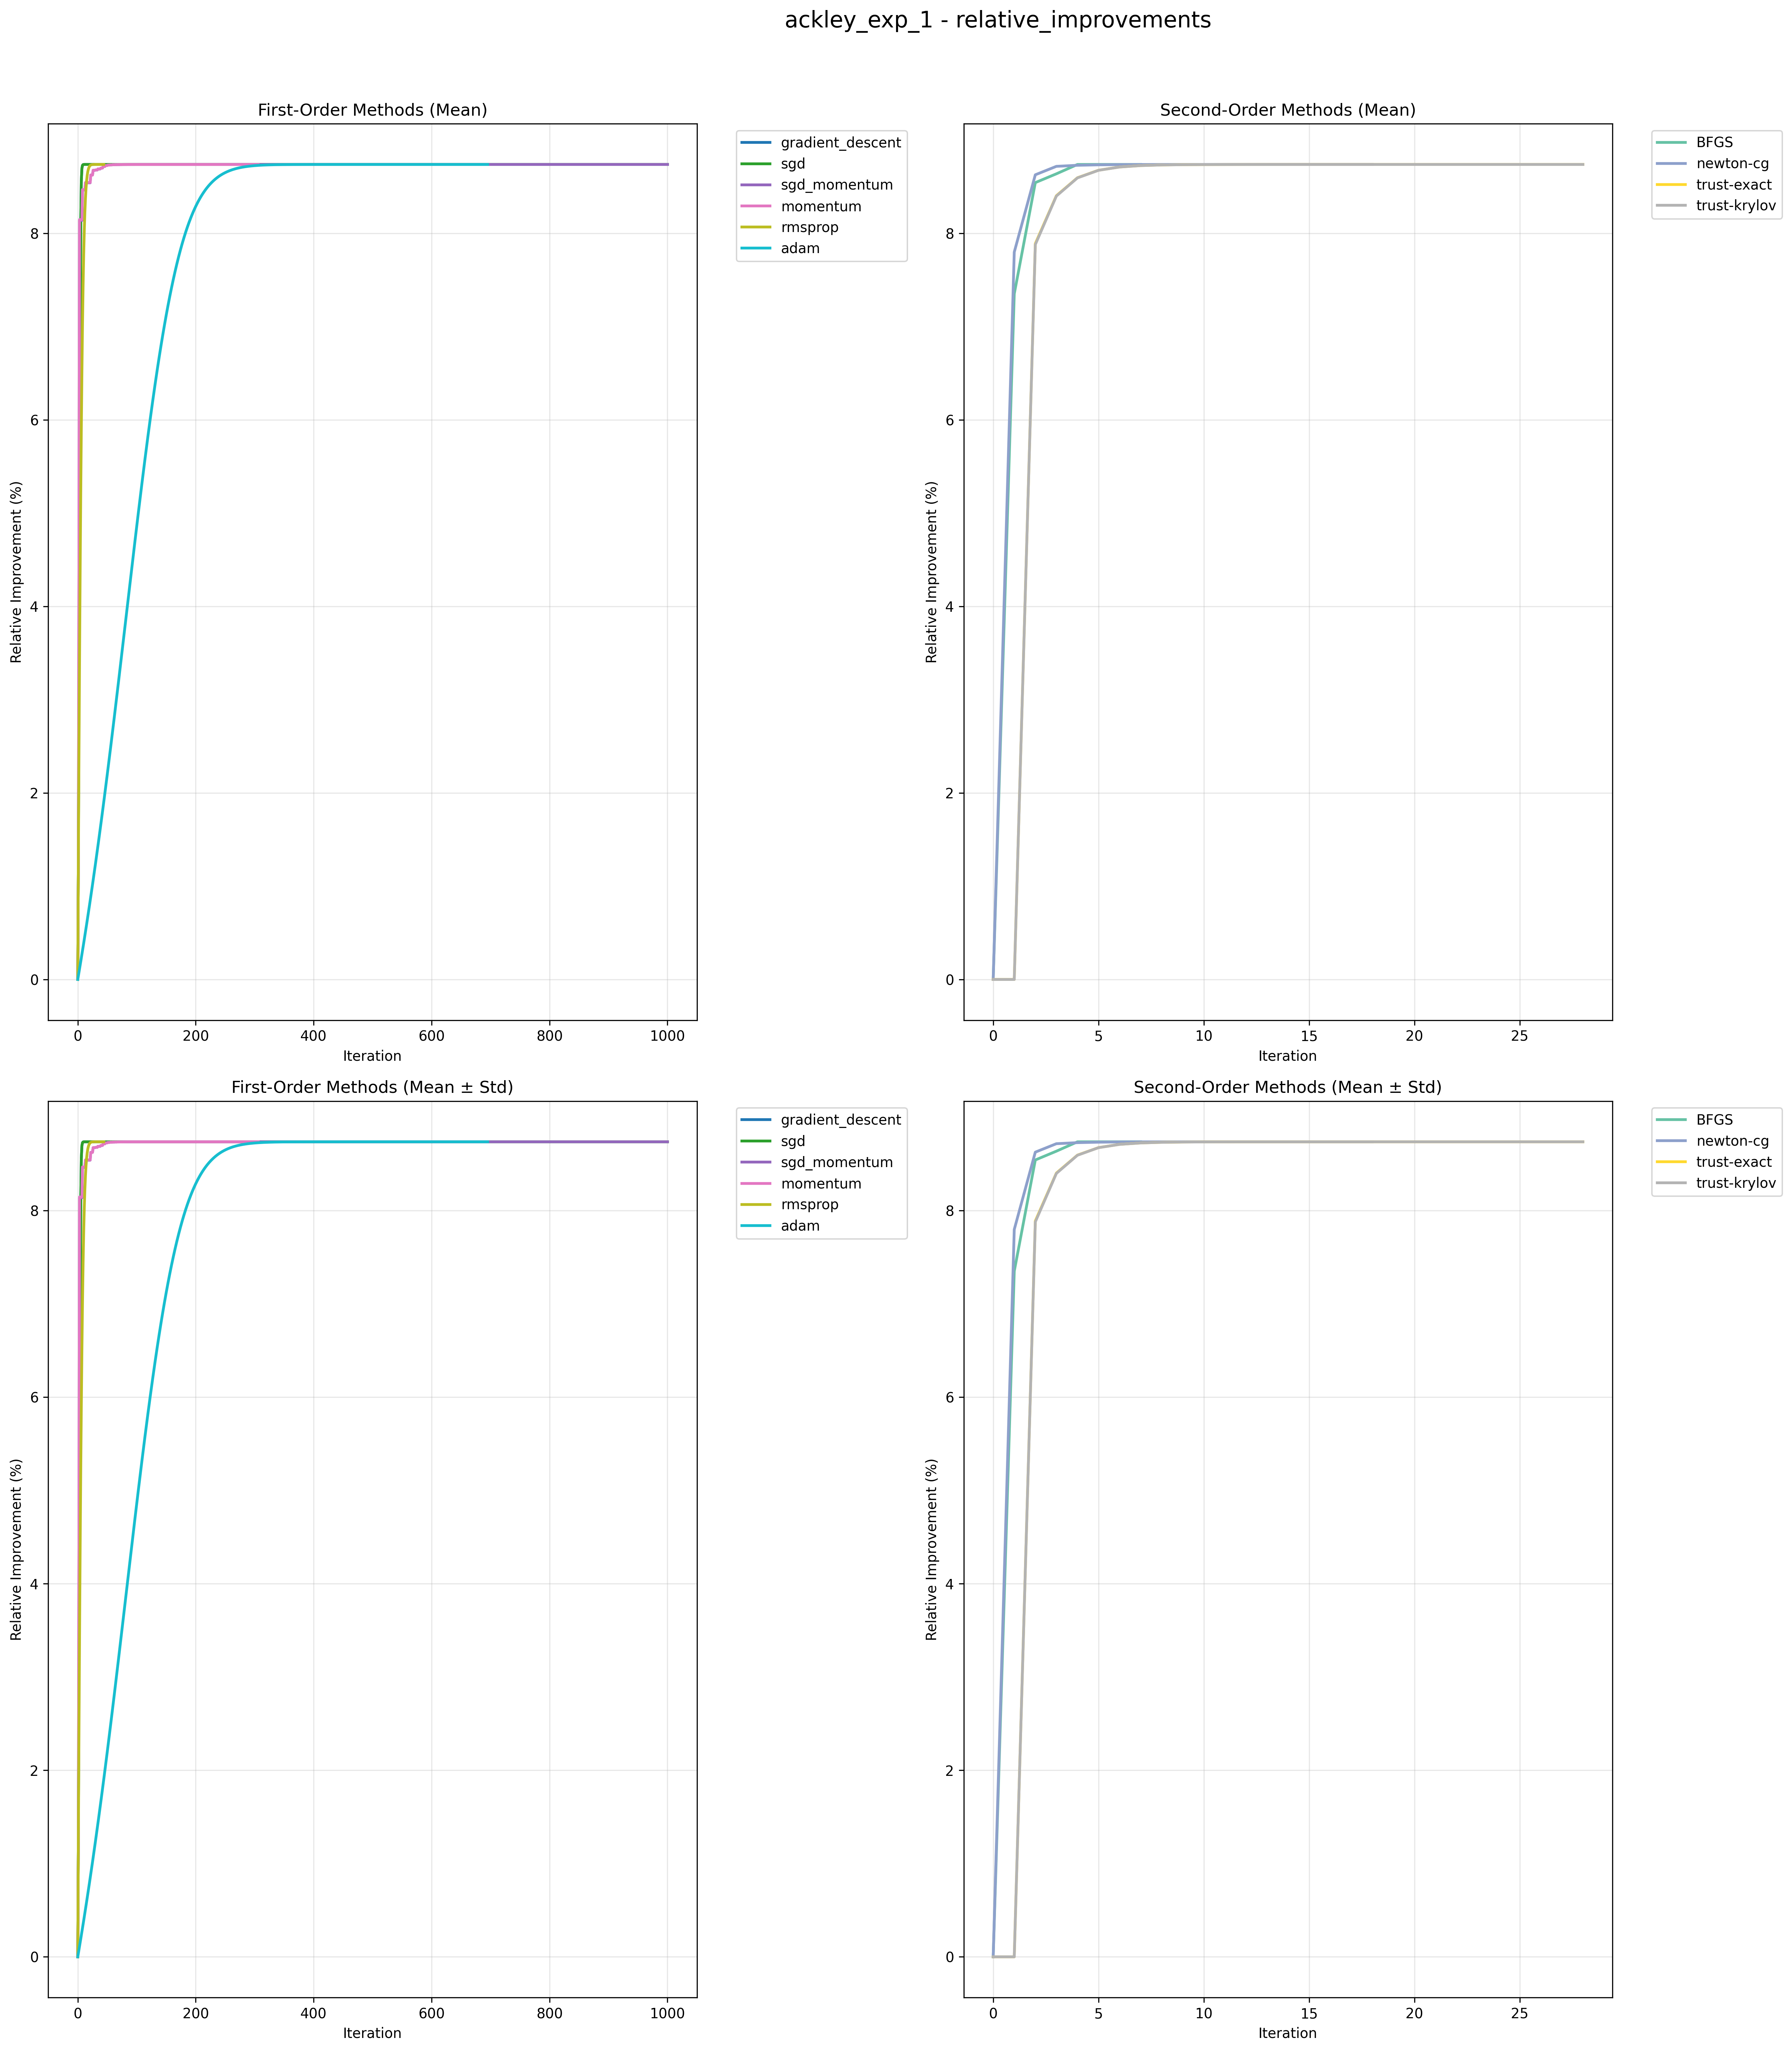 ackley_exp_1 - relative_improvements
First-Order Methods (Mean)
Relative Improvement (%)
8
6
4
2
0
0 200 400 600 800 1000
Iteration
gradient_descent
sgd
sgd_momentum
momentum
rmsprop
adam
Second-Order Methods (Mean)
Relative Improvement (%)
8
6
4
2
0
0 5 10 15 20 25
Iteration
BFGS
newton-cg
trust-exact
trust-krylov
First-Order Methods (Mean ± Std)
Relative Improvement (%)
8
6
4
2
0
0 200 400 600 800 1000
Iteration
gradient_descent
sgd
sgd_momentum
momentum
rmsprop
adam
Second-Order Methods (Mean ± Std)
Relative Improvement (%)
8
6
4
2
0
0 5 10 15 20 25
Iteration
BFGS
newton-cg
trust-exact
trust-krylov